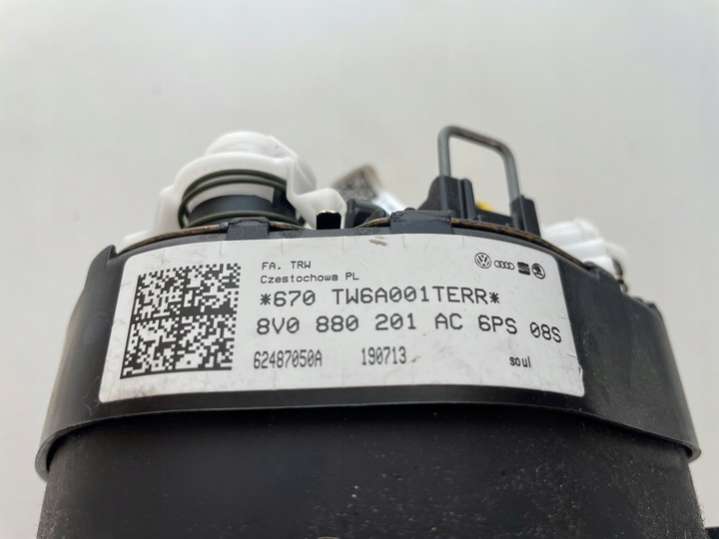 FA. TRW
Czestochowa PL
*670 TW6A001TERR*
8V0 880 201 AC 6PS 08S
62487050A 190713 soul